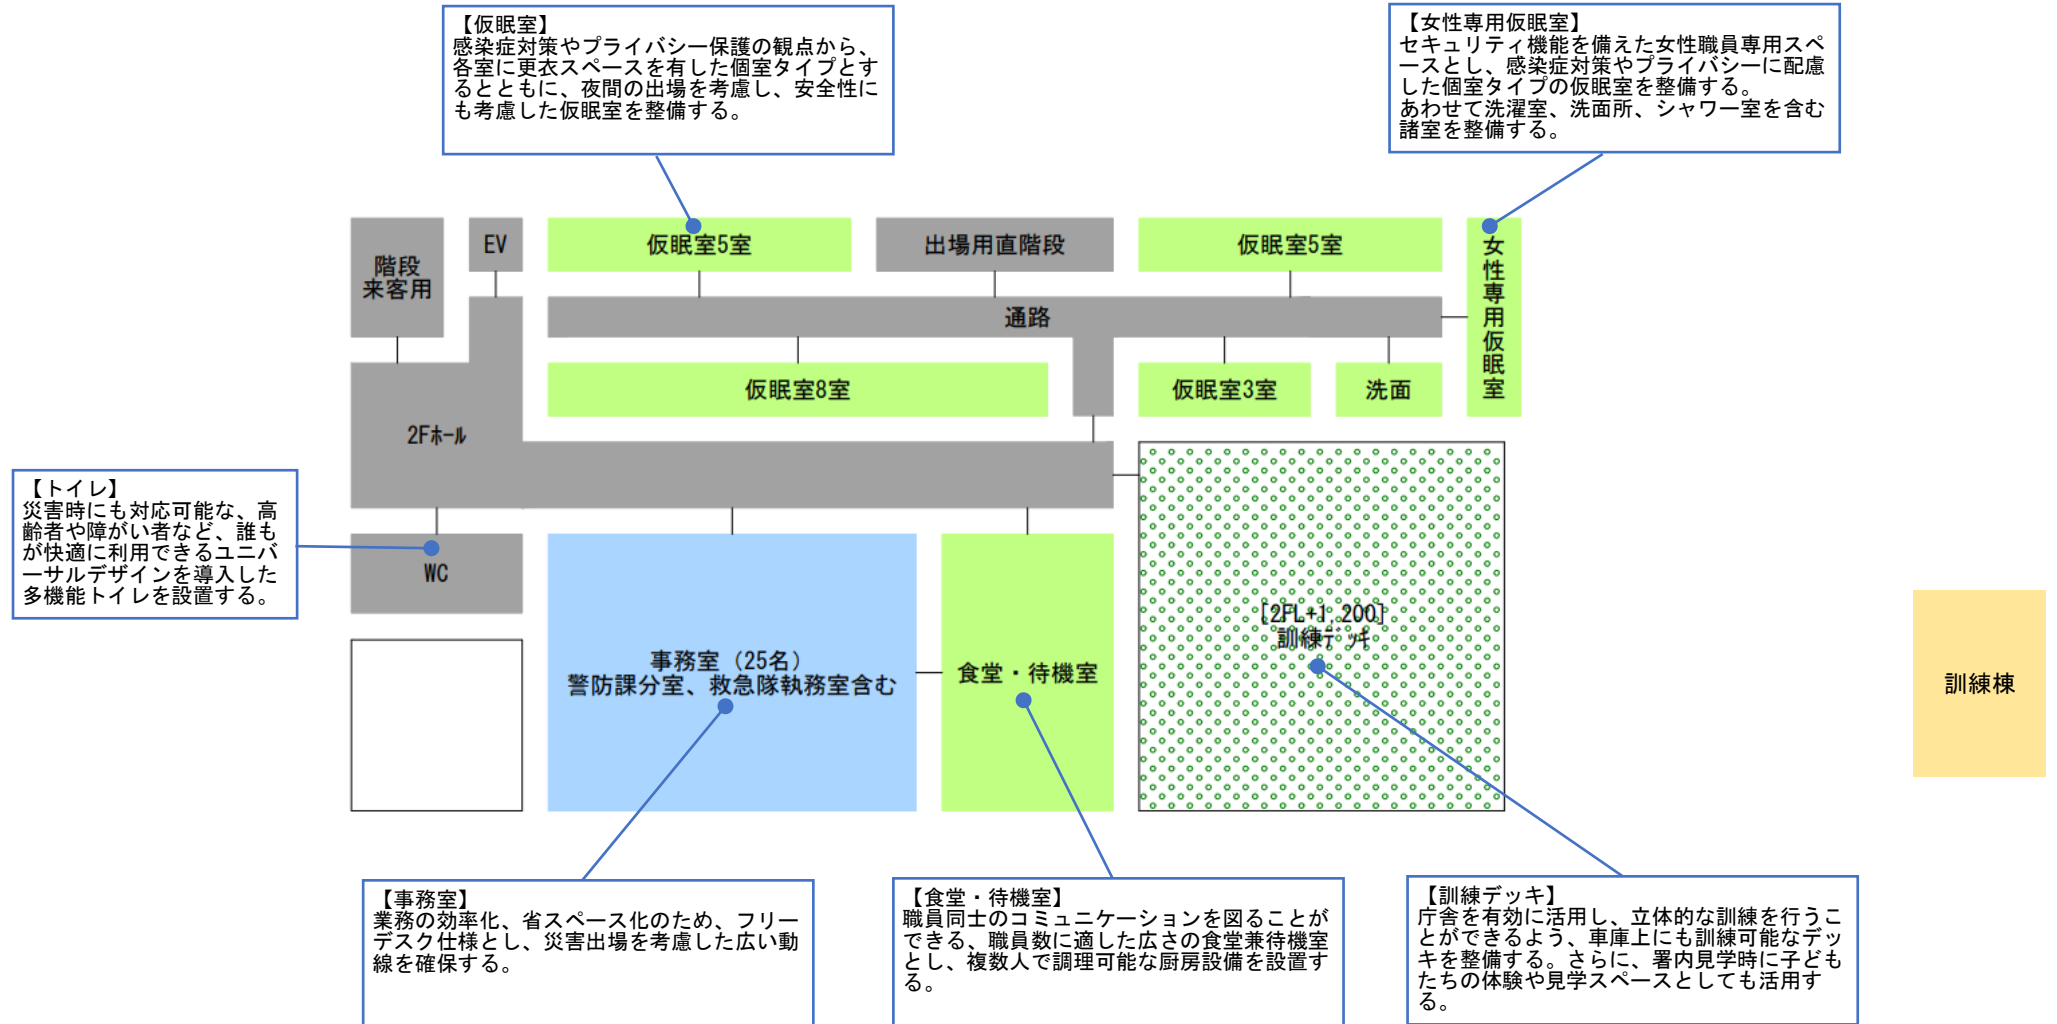 【仮眠室】
感染症対策やプライバシー保護の観点から、
各室に更衣スペースを有した個室タイプとす
るとともに、夜間の出場を考慮し、安全性に
も考慮した仮眠室を整備する。
【女性専用仮眠室】
セキュリティ機能を備えた女性職員専用スペ
ースとし、感染症対策やプライバシーに配慮
した個室タイプの仮眠室を整備する。
あわせて洗濯室、洗面所、シャワー室を含む
諸室を整備する。
階段
来客用
EV
仮眠室5室
出場用直階段
仮眠室5室
女性専用仮眠室
通路
仮眠室8室
仮眠室3室
洗面
2Fﾎｰﾙ
【トイレ】
災害時にも対応可能な、高
齢者や障がい者など、誰も
が快適に利用できるユニバ
ーサルデザインを導入した
多機能トイレを設置する。
WC
事務室（25名）
警防課分室、救急隊執務室含む
食堂・待機室
[2FL+1,200]
訓練ﾃﾞｯｷ
訓練棟
【事務室】
業務の効率化、省スペース化のため、フリー
デスク仕様とし、災害出場を考慮した広い動
線を確保する。
【食堂・待機室】
職員同士のコミュニケーションを図ることが
できる、職員数に適した広さの食堂兼待機室
とし、複数人で調理可能な厨房設備を設置す
る。
【訓練デッキ】
庁舎を有効に活用し、立体的な訓練を行うこ
とができるよう、車庫上にも訓練可能なデッ
キを整備する。さらに、署内見学時に子ども
たちの体験や見学スペースとしても活用す
る。